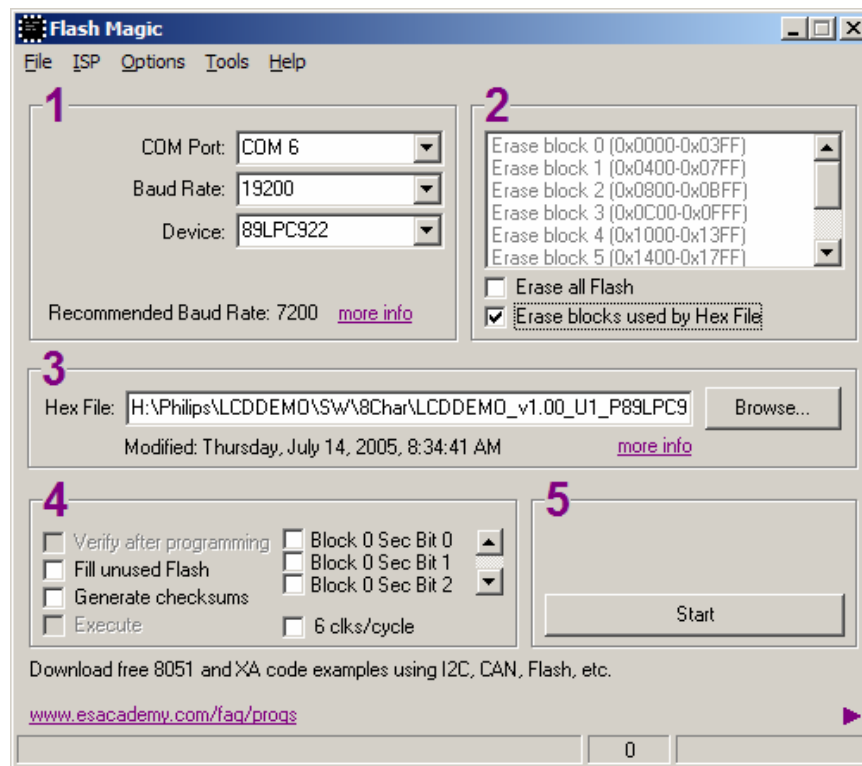 Flash Magic
File ISP Options Tools Help
1
COM Port: COM 6
Baud Rate: 19200
Device: 89LPC922
Recommended Baud Rate: 7200 more info
2
Erase block 0 (0x0000-0x03FF)
Erase block 1 (0x0400-0x07FF)
Erase block 2 (0x0800-0x0BFF)
Erase block 3 (0x0C00-0x0FFF)
Erase block 4 (0x1000-0x13FF)
Erase block 5 (0x1400-0x17FF)
Erase all Flash
Erase blocks used by Hex File
3
Hex File: H:\Philips\LCDDEMO\SW\8Char\LCDDEMO_v1.00_U1_P89LPC9 Browse...
Modified: Thursday, July 14, 2005, 8:34:41 AM more info
4
Verify after programming
Fill unused Flash
Generate checksums
Execute
Block 0 Sec Bit 0
Block 0 Sec Bit 1
Block 0 Sec Bit 2
6 clks/cycle
5
Start
Download free 8051 and XA code examples using I2C, CAN, Flash, etc.
www.esacademy.com/faq/progs
0